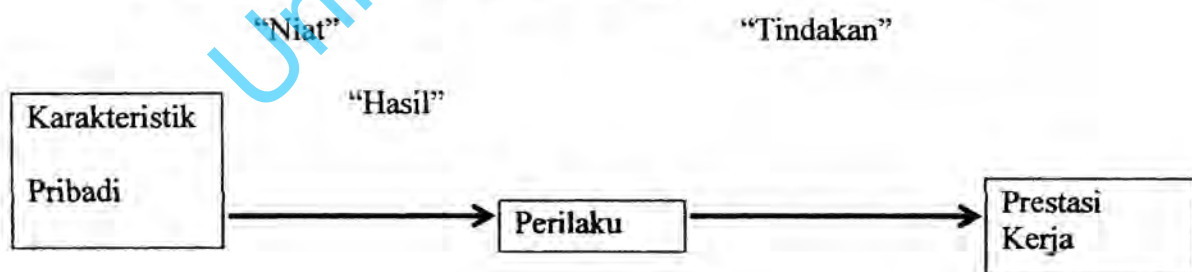 “Niat” “Tindakan”
“Hasil”
Karakteristik
Pribadi
Perilaku
Prestasi
Kerja